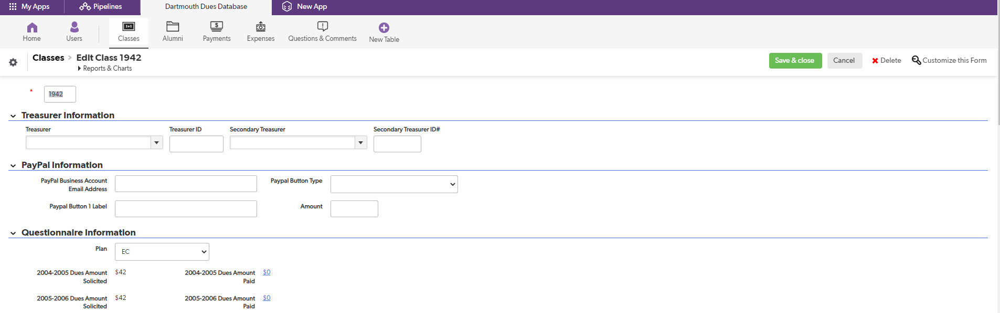 My Apps Pipelines Dartmouth Dues Database New App
1+1 $ !
Home Users Classes Alumni Payments Expenses Questions & Comments New Table
Classes > Edit Class 1942
Reports & Charts
Save & close Cancel Delete Customize this Form
* 1942
Treasurer Information
Treasurer Treasurer ID Secondary Treasurer Secondary Treasurer ID#
PayPal Information
PayPal Business Account Paypal Button Type
Email Address
Paypal Button 1 Label Amount
Questionnaire Information
Plan EC
2004-2005 Dues Amount $42 2004-2005 Dues Amount $0
Solicited Paid
2005-2006 Dues Amount $42 2005-2006 Dues Amount $0
Solicited Paid